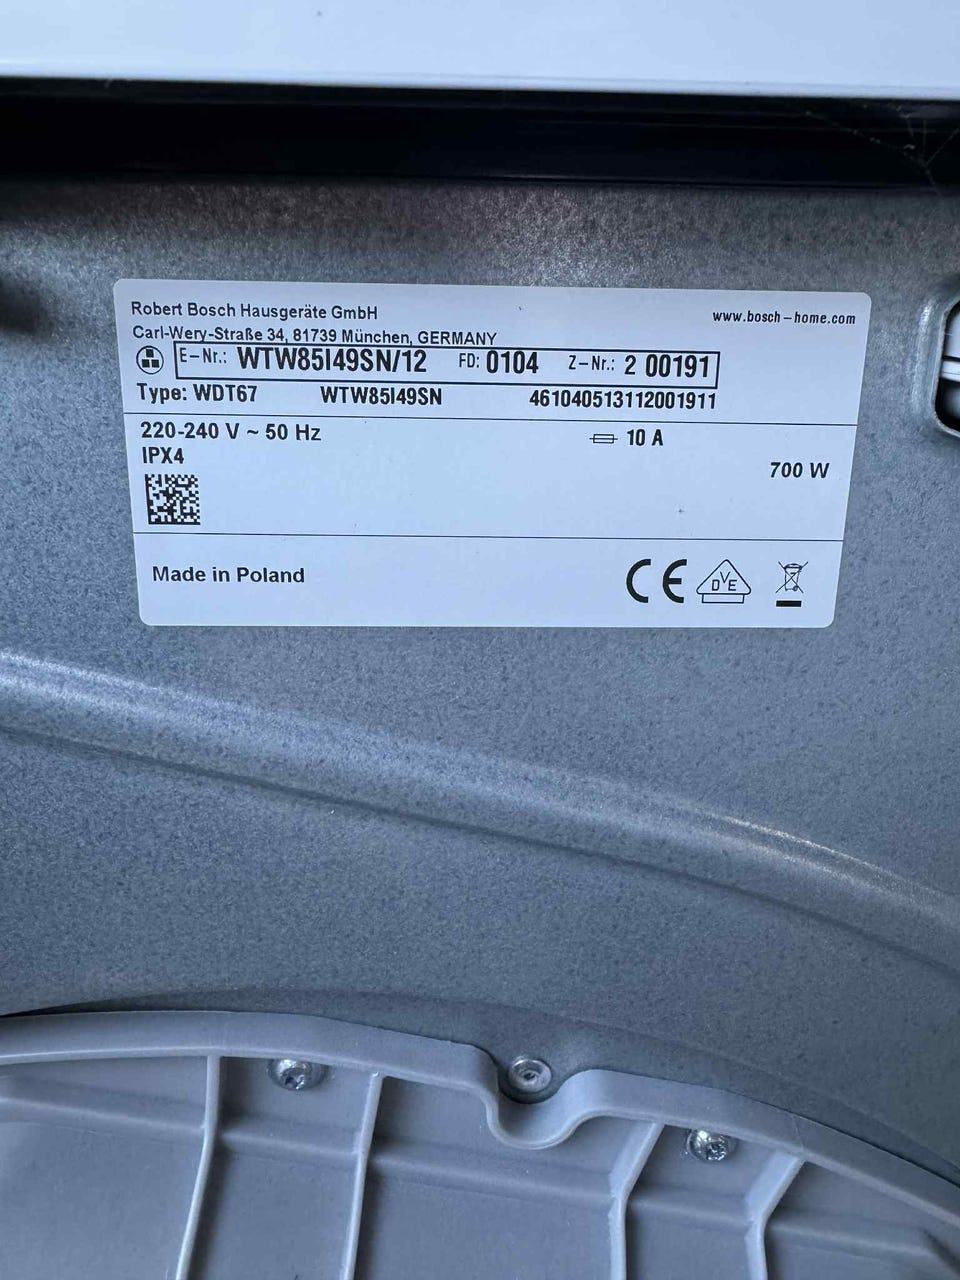 Robert Bosch Hausgeräte GmbH
www.bosch-home.com
Carl-Wery-Straße 34, 81739 München, GERMANY
E-Nr.: WTW85I49SN/12 FD: 0104 Z-Nr.: 2 00191
Type: WDT67 WTW85I49SN 461040513112001911
220-240 V ~ 50 Hz 10 A
IPX4
700 W
Made in Poland CE DVE